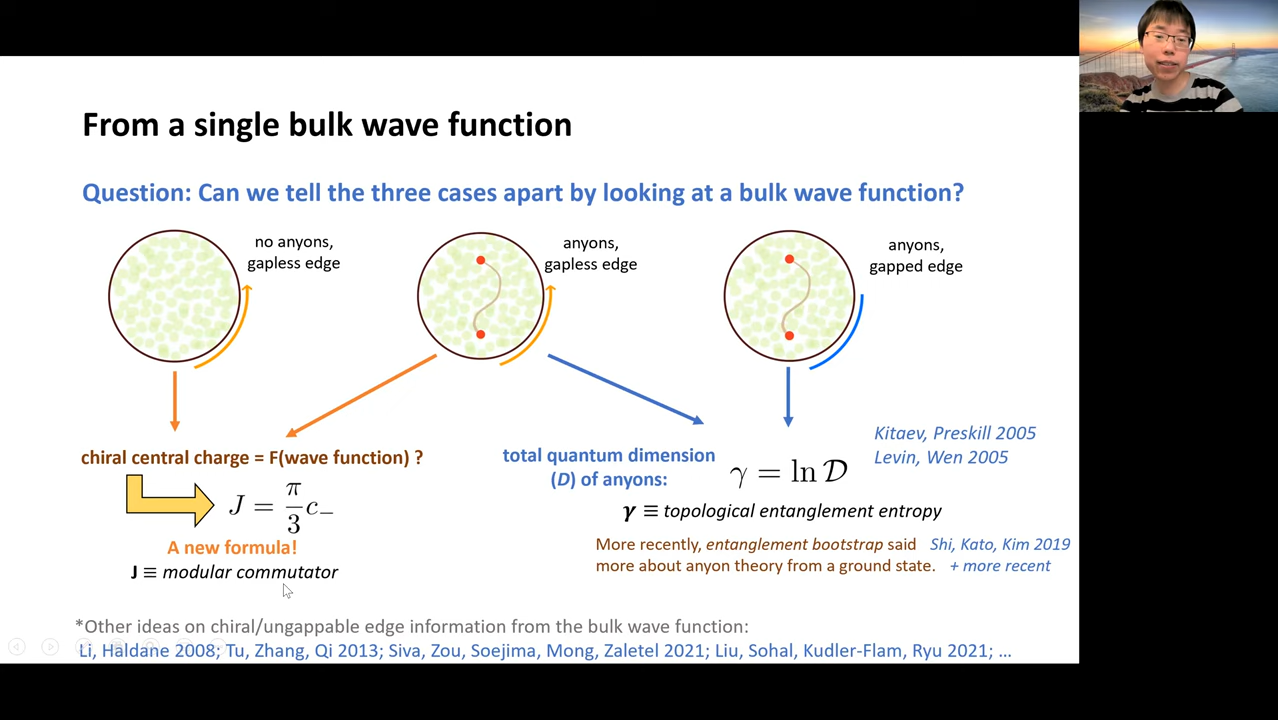 From a single bulk wave function
Question: Can we tell the three cases apart by looking at a bulk wave function?
no anyons,
gapless edge
anyons,
gapless edge
anyons,
gapped edge
chiral central charge = F(wave function) ?
J = π/3 c₋
A new formula!
J ≡ modular commutator
total quantum dimension
(D) of anyons:
γ = ln 𝒟
Kitaev, Preskill 2005
Levin, Wen 2005
γ ≡ topological entanglement entropy
More recently, entanglement bootstrap said Shi, Kato, Kim 2019
more about anyon theory from a ground state. + more recent
*Other ideas on chiral/ungappable edge information from the bulk wave function:
Li, Haldane 2008; Tu, Zhang, Qi 2013; Siva, Zou, Soejima, Mong, Zaletel 2021; Liu, Sohal, Kudler-Flam, Ryu 2021; ...